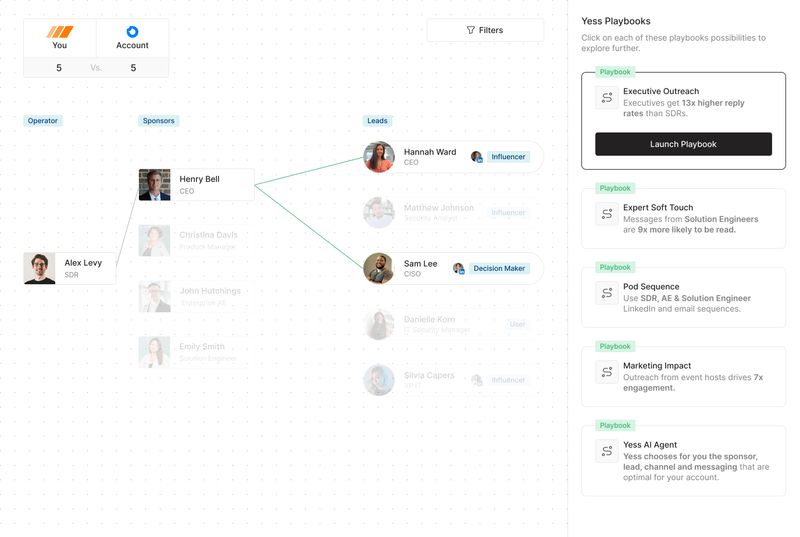 You
Account
5
Vs.
5
Filters
Operator
Sponsors
Leads
Alex Levy
SDR
Henry Bell
CEO
Christina Davis
Product Manager
John Hutchings
Enterprise AE
Emily Smith
Solution Engineer
Hannah Ward
CEO
Influencer
Matthew Johnson
Security Analyst
Influencer
Sam Lee
CISO
Decision Maker
Danielle Korn
IT Security Manager
User
Silvia Capers
VP IT
Influencer
Yess Playbooks
Click on each of these playbooks possibilities to
explore further.
Playbook
Executive Outreach
Executives get 13x higher reply
rates than SDRs.
Launch Playbook
Playbook
Expert Soft Touch
Messages from Solution Engineers
are 9x more likely to be read.
Playbook
Pod Sequence
Use SDR, AE & Solution Engineer
LinkedIn and email sequences.
Playbook
Marketing Impact
Outreach from event hosts drives 7x
engagement.
Playbook
Yess AI Agent
Yess chooses for you the sponsor,
lead, channel and messaging that are
optimal for your account.